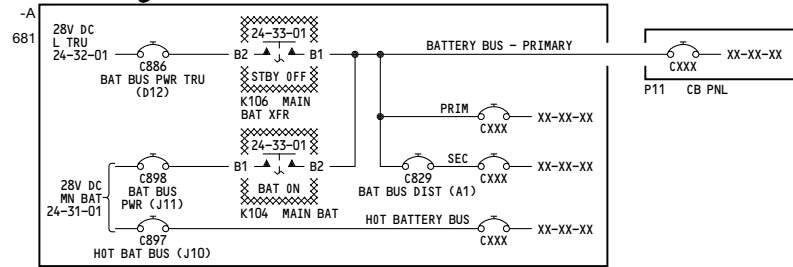 -A
681
28V DC
L TRU
24-32-01
C886
BAT BUS PWR TRU
(D12)
24-33-01
B2
B1
STBY OFF
K106 MAIN
BAT XFR
BATTERY BUS - PRIMARY
CXXX
XX-XX-XX
P11 CB PNL
PRIM
CXXX
XX-XX-XX
28V DC
MN BAT
24-31-01
C898
BAT BUS
PWR (J11)
24-33-01
B1
B2
BAT ON
K104 MAIN BAT
C829
BAT BUS DIST (A1)
SEC
CXXX
XX-XX-XX
C897
HOT BAT BUS (J10)
HOT BATTERY BUS
CXXX
XX-XX-XX